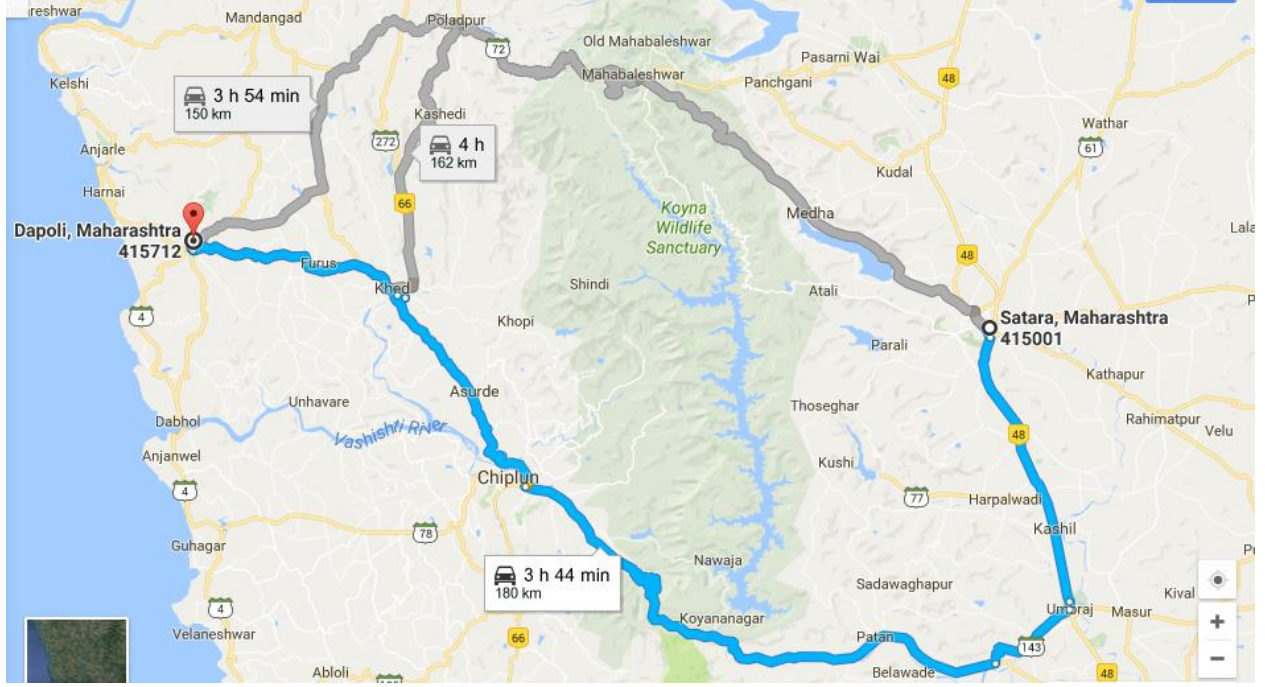 Mandangad
Poladpur
72
Old Mahabaleshwar
Pasarni Wai
Mahabaleshwar
Panchgani
48
Kelshi
3 h 54 min
150 km
Kashedi
272
4 h
162 km
Wathar
61
Anjarle
Harnai
66
Kudal
Koyna
Wildlife
Sanctuary
Medha
Dapoli, Maharashtra
415712
Furus
48
Khed
Shindi
Atali
4
Khopi
Satara, Maharashtra
415001
Parali
Kathapur
Asurde
Unhavare
Thoseghar
Rahimatpur
Velu
Dabhol
Vashishti River
48
Anjanwel
Kushi
Chiplun
4
77
Harpalwadi
Kashil
78
Guhagar
3 h 44 min
180 km
Nawaja
Sadawaghapur
Kival
4
Koyananagar
Umbraj
Masur
+
Velaneshwar
66
Patan
143
−
Abloli
Belawade
48